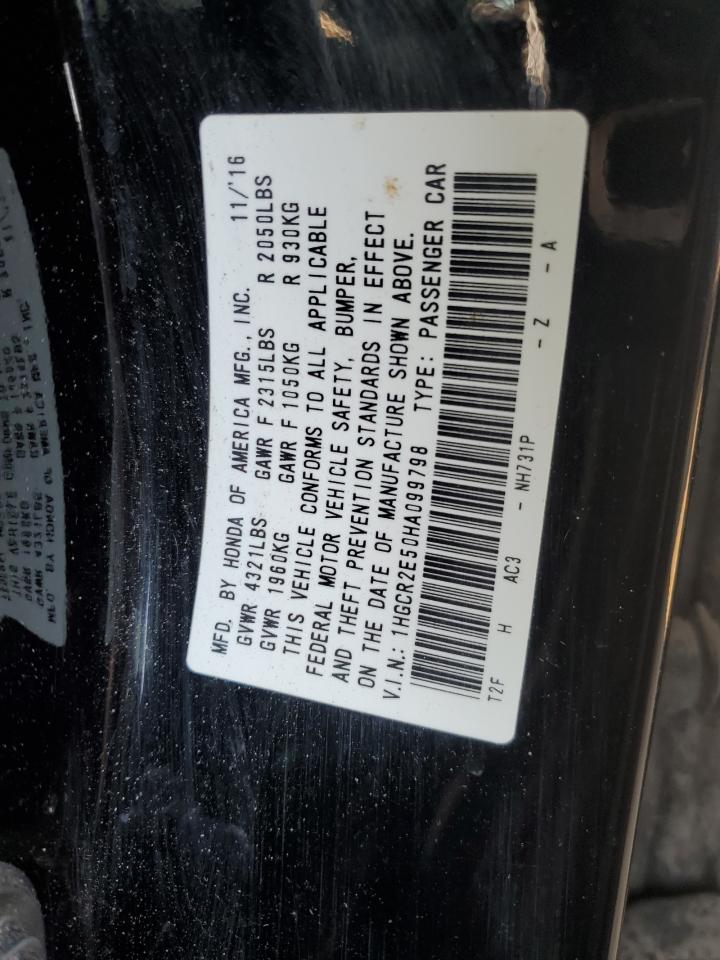 MFD. BY HONDA OF AMERICA MFG., INC. 11/'16
GVWR 4321LBS GAWR F 2315LBS R 2050LBS
GVWR 1960KG GAWR F 1050KG R 930KG
THIS VEHICLE CONFORMS TO ALL APPLICABLE
FEDERAL MOTOR VEHICLE SAFETY, BUMPER,
AND THEFT PREVENTION STANDARDS IN EFFECT
ON THE DATE OF MANUFACTURE SHOWN ABOVE.
V.I.N.: 1HGCR2E50HA099798 TYPE: PASSENGER CAR
T2F H AC3 - NH731P - Z - A